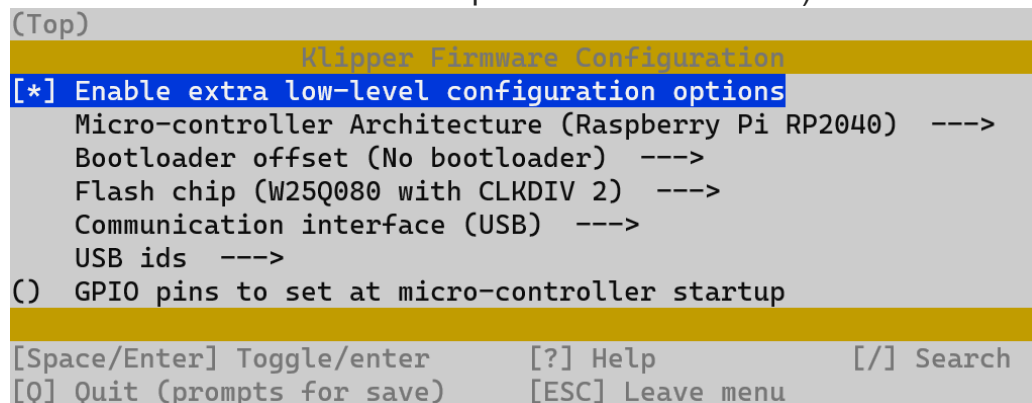 (Top)
Klipper Firmware Configuration
[*] Enable extra low-level configuration options
Micro-controller Architecture (Raspberry Pi RP2040) --->
Bootloader offset (No bootloader) --->
Flash chip (W25Q080 with CLKDIV 2) --->
Communication interface (USB) --->
USB ids --->
() GPIO pins to set at micro-controller startup
[Space/Enter] Toggle/enter [?] Help [/] Search
[Q] Quit (prompts for save) [ESC] Leave menu